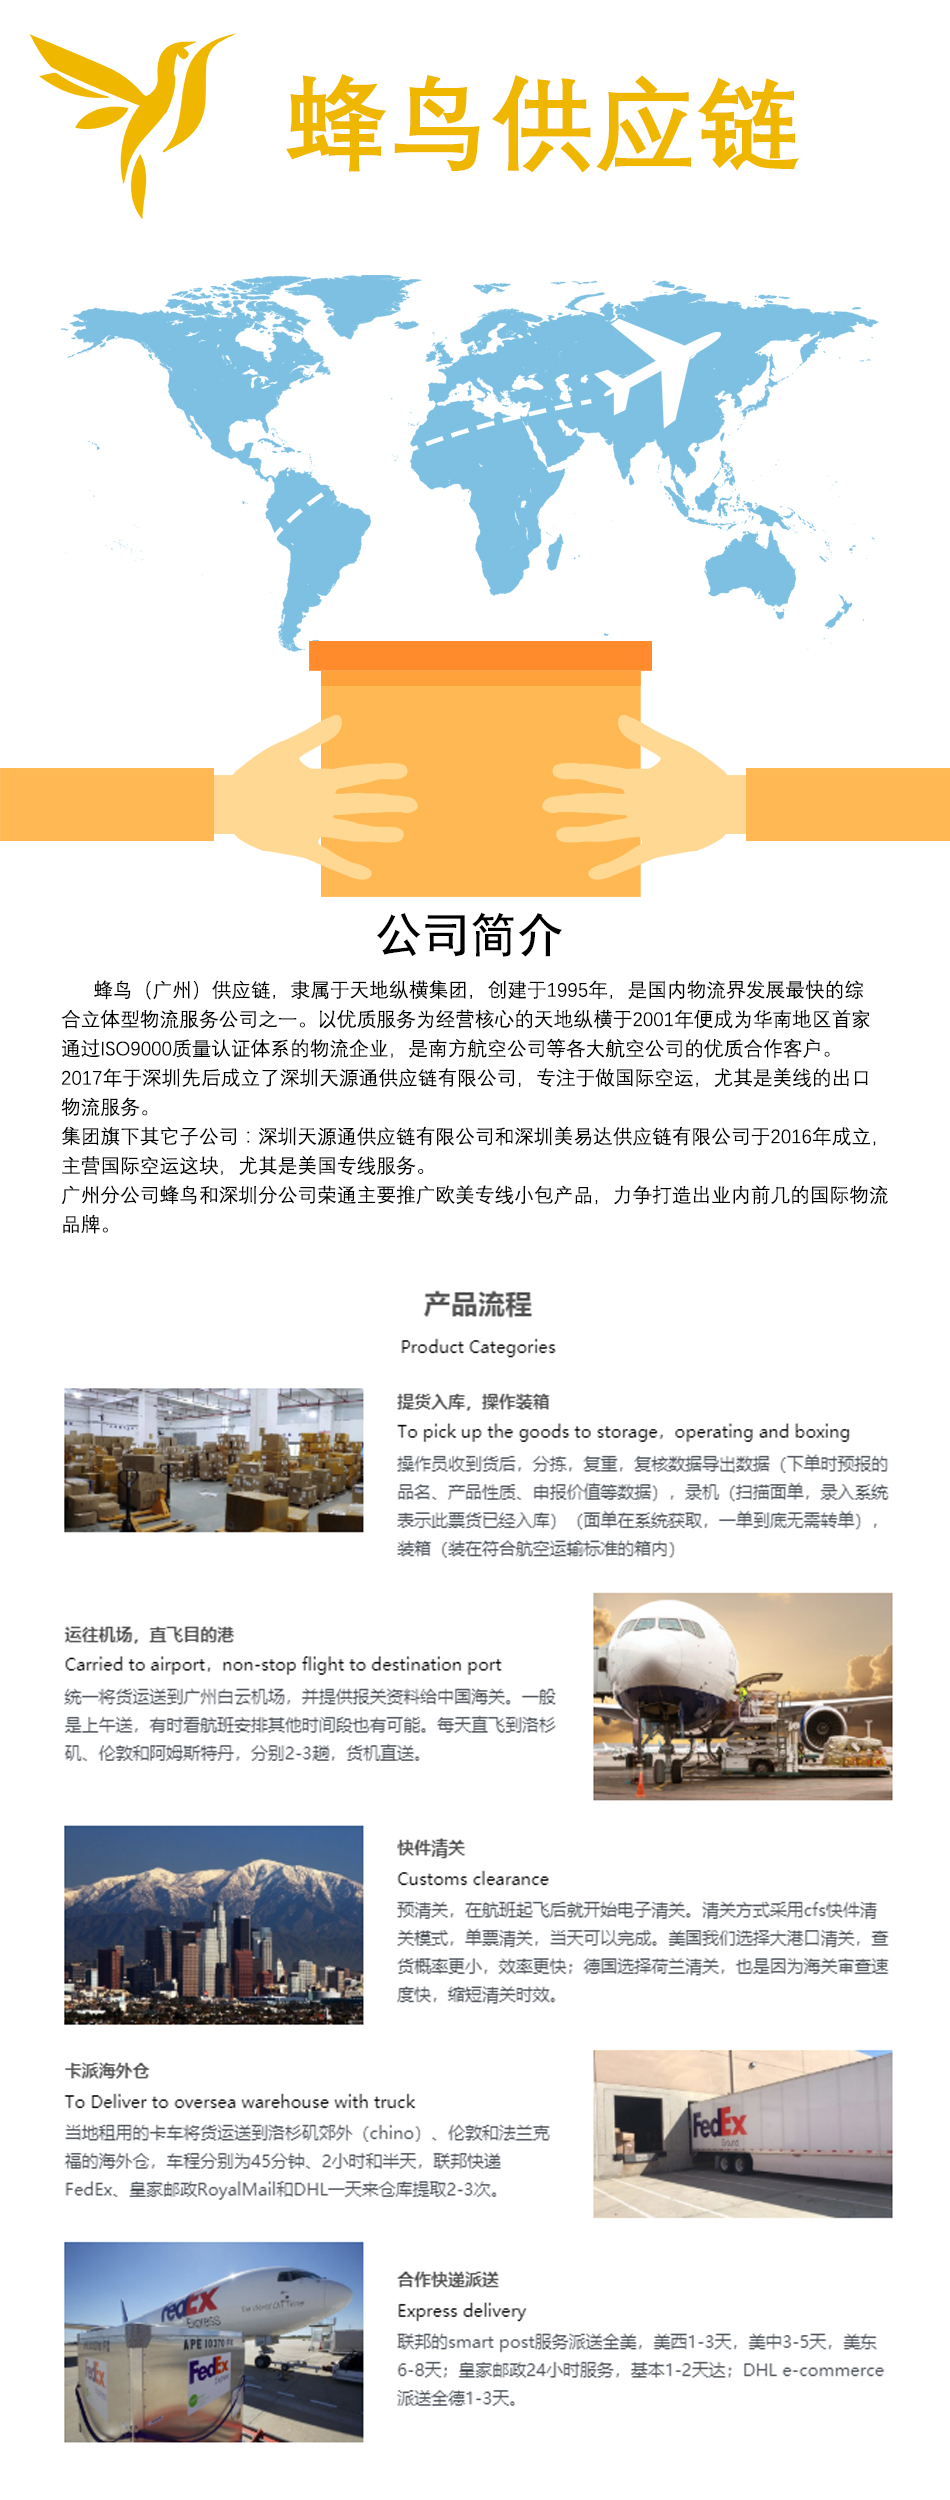 蜂鸟供应链
公司简介
蜂鸟（广州）供应链，隶属于天地纵横集团，创建于1995年，是国内物流界发展最快的综
合立体型物流服务公司之一。以优质服务为经营核心的天地纵横于2001年便成为华南地区首家
通过ISO9000质量认证体系的物流企业，是南方航空公司等各大航空公司的优质合作客户。
2017年于深圳先后成立了深圳天源通供应链有限公司，专注于做国际空运，尤其是美线的出口
物流服务。
集团旗下其它子公司：深圳天源通供应链有限公司和深圳美易达供应链有限公司于2016年成立，
主营国际空运这块，尤其是美国专线服务。
广州分公司蜂鸟和深圳分公司荣通主要推广欧美专线小包产品，力争打造出业内前几的国际物流
品牌。
产品流程
Product Categories
提货入库，操作装箱
To pick up the goods to storage，operating and boxing
操作员收到货后，分拣，复重，复核数据导出数据（下单时预报的
品名、产品性质、申报价值等数据），录机（扫描面单，录入系统
表示此票货已经入库）（面单在系统获取，一单到底无需转单），
装箱（装在符合航空运输标准的箱内）
运往机场，直飞目的港
Carried to airport，non-stop flight to destination port
统一将货运送到广州白云机场，并提供报关资料给中国海关。一般
是上午送，有时看航班安排其他时间段也有可能。每天直飞到洛杉
矶、伦敦和阿姆斯特丹，分别2-3趟，货机直送。
快件清关
Customs clearance
预清关，在航班起飞后就开始电子清关。清关方式采用cfs快件清
关模式，单票清关，当天可以完成。美国我们选择大港口清关，查
货概率更小，效率更快；德国选择荷兰清关，也是因为海关审查速
度快，缩短清关时效。
卡派海外仓
To Deliver to oversea warehouse with truck
当地租用的卡车将货运送到洛杉矶郊外（chino）、伦敦和法兰克
福的海外仓，车程分别为45分钟、2小时和半天，联邦快递
FedEx、皇家邮政RoyalMail和DHL一天来仓库提取2-3次。
FedEx
Ground
合作快递派送
Express delivery
联邦的smart post服务派送全美，美西1-3天，美中3-5天，美东
6-8天；皇家邮政24小时服务，基本1-2天达；DHL e-commerce
派送全德1-3天。
FedEx
Express
FedEx
FedEx